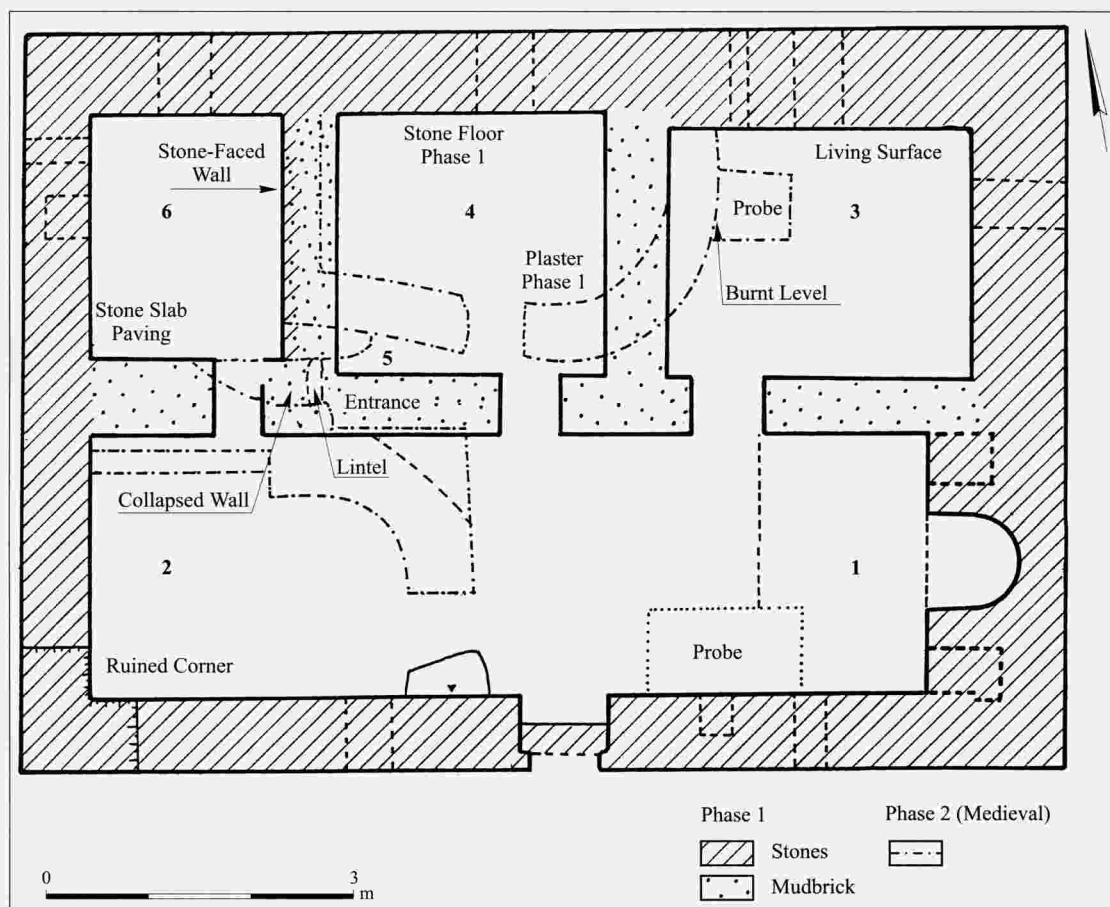 Stone-Faced
Wall
6
Stone Floor
Phase 1
4
Living Surface
Probe
3
Plaster
Phase 1
Burnt Level
Stone Slab
Paving
5
Entrance
Lintel
Collapsed Wall
2
1
Probe
Ruined Corner
Phase 1
Stones
Mudbrick
Phase 2 (Medieval)
0
3
m